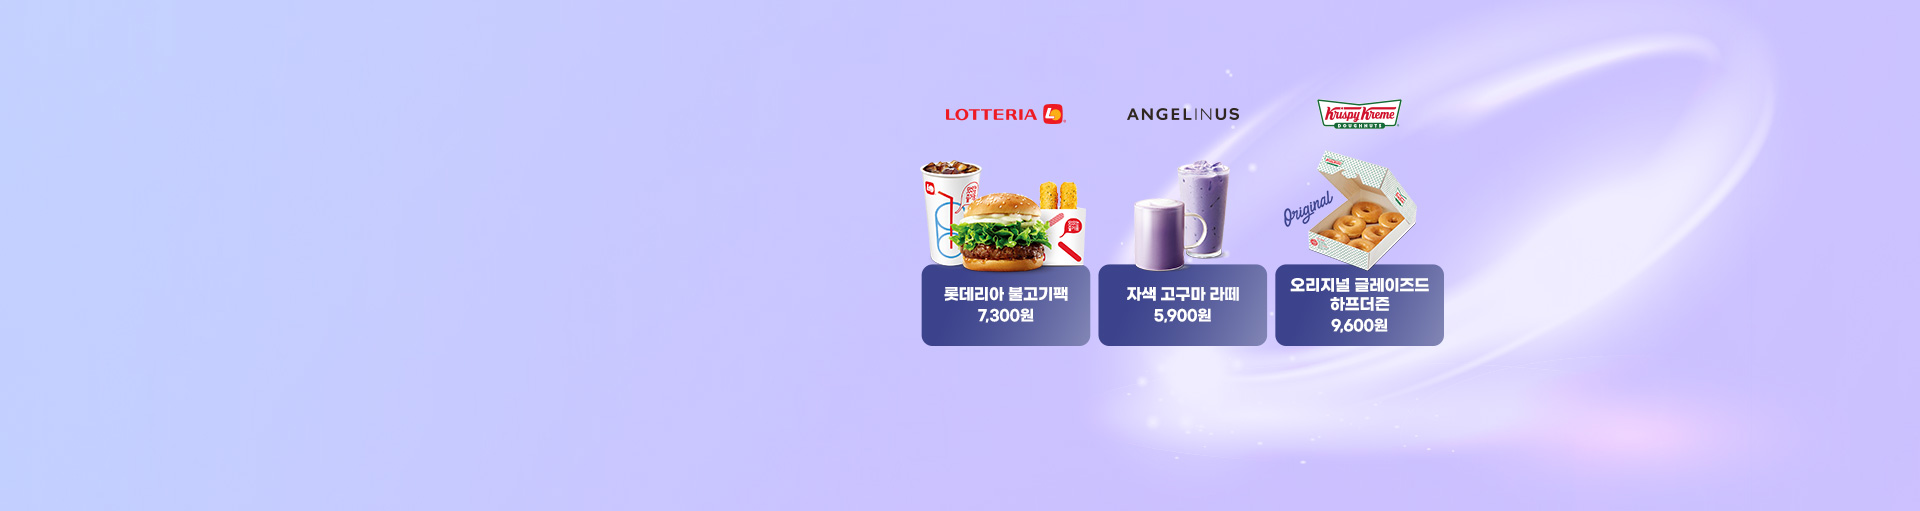 LOTTERIA
ANGELINUS
Krispy Kreme
DOUGHNUTS
Original
롯데리아 불고기팩
7,300원
자색 고구마 라떼
5,900원
오리지널 글레이즈드
하프더즌
9,600원